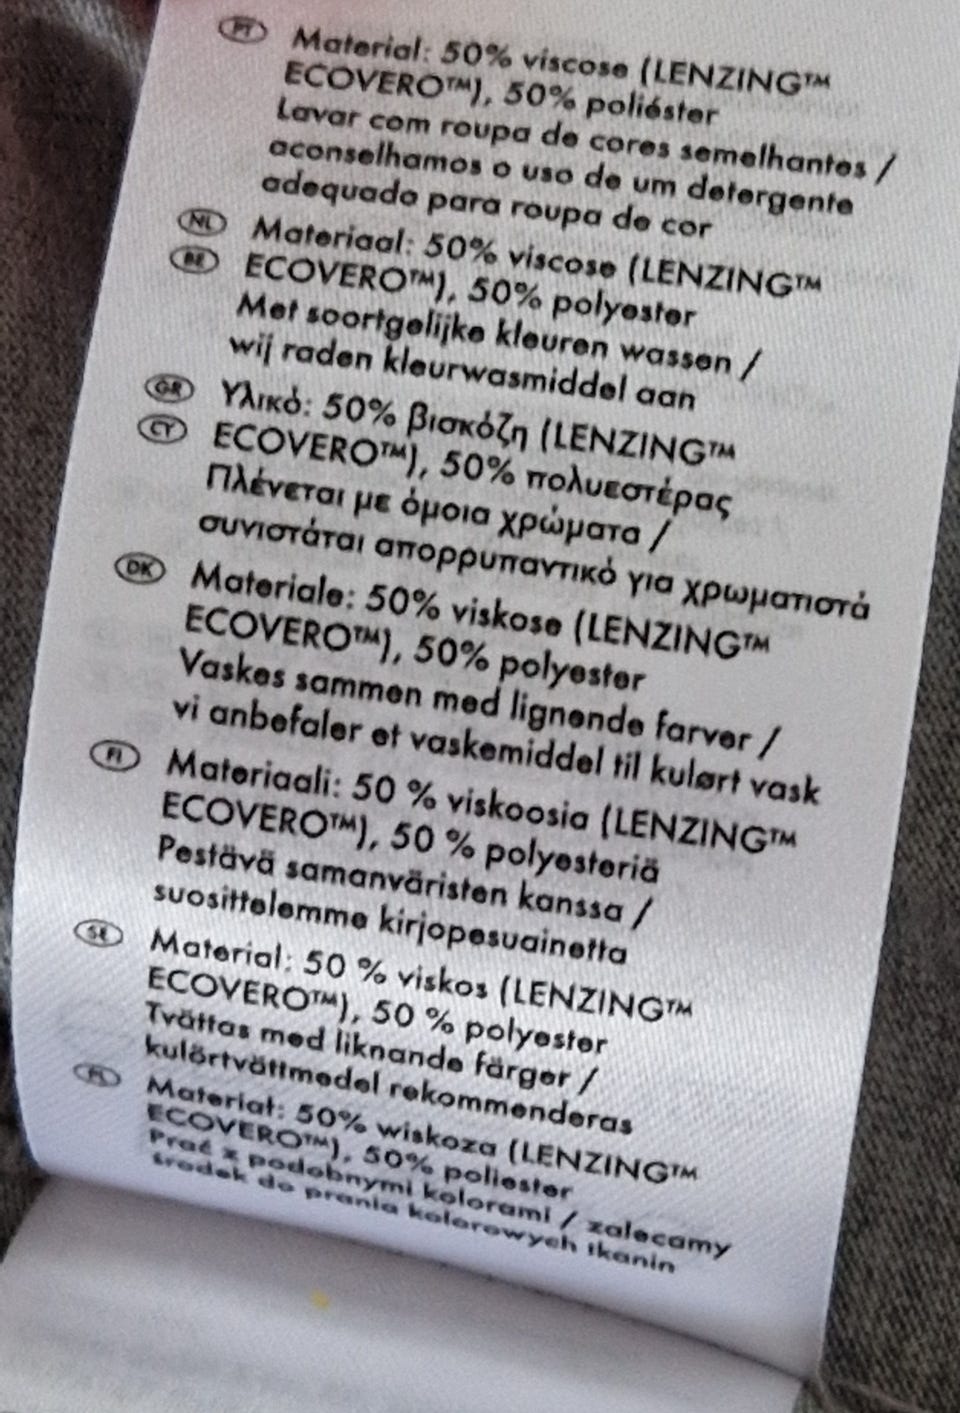 PT Material: 50% viscose (LENZING™
ECOVERO™), 50% poliéster
Lavar com roupa de cores semelhantes /
aconselhamos o uso de um detergente
adequado para roupa de cor
NL Materiaal: 50% viscose (LENZING™
BE ECOVERO™), 50% polyester
Met soortgelijke kleuren wassen /
wij raden kleurwasmiddel aan
GR Υλικό: 50% βισκόζη (LENZING™
CY ECOVERO™), 50% πολυεστέρας
Πλένεται με όμοια χρώματα /
συνιστάται απορρυπαντικό για χρωματιστά
DK Materiale: 50% viskose (LENZING™
ECOVERO™), 50% polyester
Vaskes sammen med lignende farver /
vi anbefaler et vaskemiddel til kulørt vask
FI Materiaali: 50 % viskoosia (LENZING™
ECOVERO™), 50 % polyesteriä
Pestävä samanväristen kanssa /
suosittelemme kirjopesuainetta
SE Material: 50 % viskos (LENZING™
ECOVERO™), 50 % polyester
Tvättas med liknande färger /
kulörtvättmedel rekommenderas
PL Materiał: 50% wiskoza (LENZING™
ECOVERO™), 50% poliester
Prać z podobnymi kolorami / zalecamy
środek do prania kolorowych tkanin